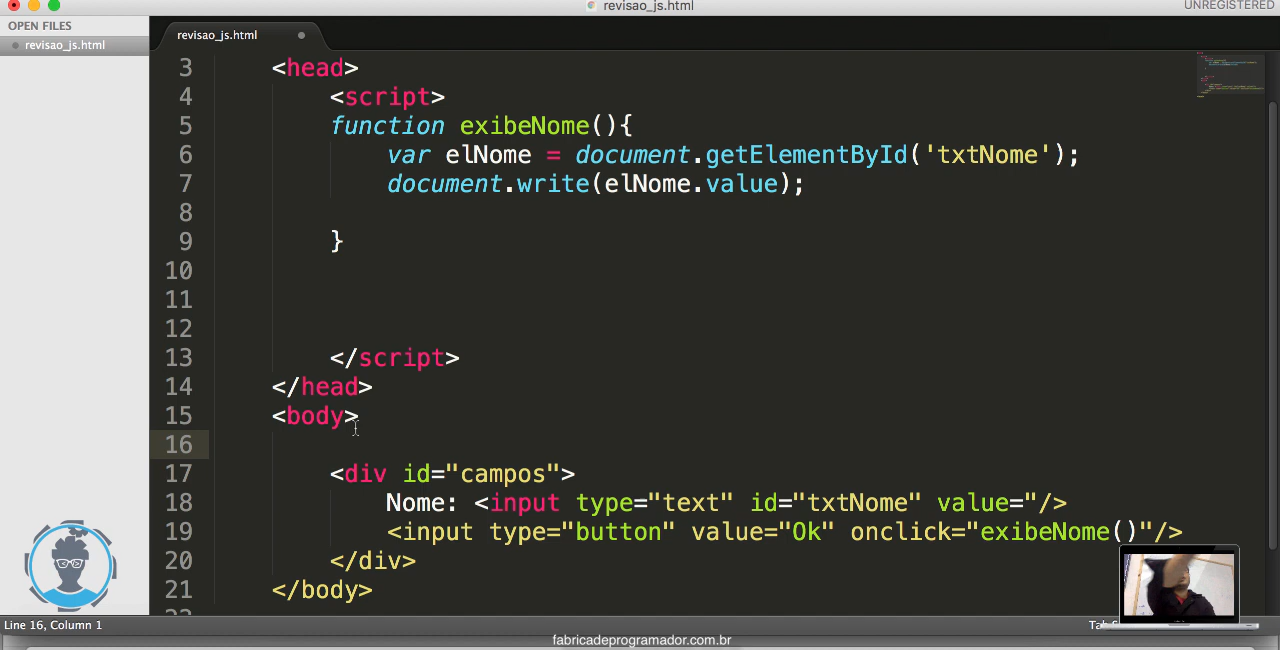 revisao_js.html
UNREGISTERED
OPEN FILES
revisao_js.html
revisao_js.html
3 <head>
4 <script>
5 function exibeNome(){
6 var elNome = document.getElementById('txtNome');
7 document.write(elNome.value);
8
9 }
10
11
12
13 </script>
14 </head>
15 <body>
16
17 <div id="campos">
18 Nome: <input type="text" id="txtNome" value="/>
19 <input type="button" value="Ok" onclick="exibeNome()"/>
20 </div>
21 </body>
22
Line 16, Column 1
fabricadeprogramador.com.br